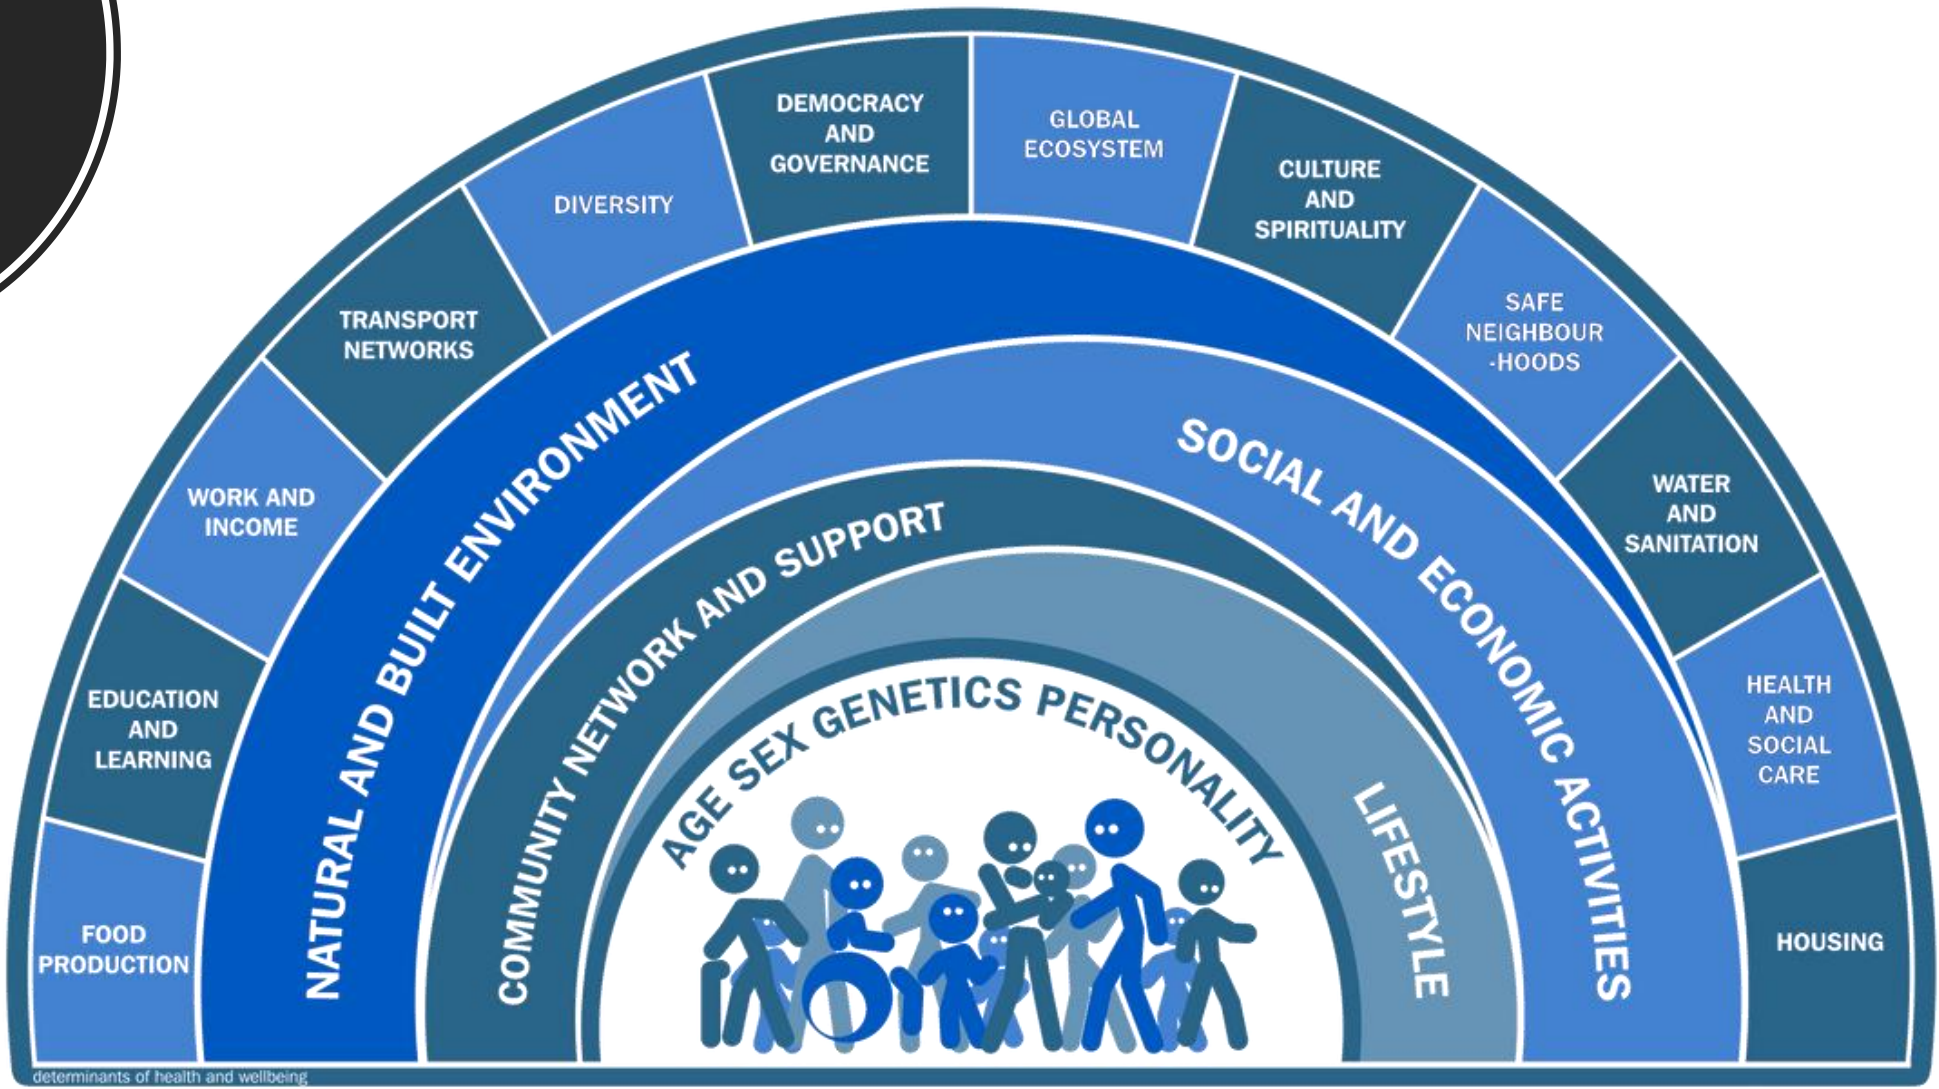 FOOD
PRODUCTION
EDUCATION
AND
LEARNING
WORK AND
INCOME
TRANSPORT
NETWORKS
DIVERSITY
DEMOCRACY
AND
GOVERNANCE
GLOBAL
ECOSYSTEM
CULTURE
AND
SPIRITUALITY
SAFE
NEIGHBOUR
-HOODS
WATER
AND
SANITATION
HEALTH
AND
SOCIAL
CARE
HOUSING
NATURAL AND BUILT ENVIRONMENT
SOCIAL AND ECONOMIC ACTIVITIES
COMMUNITY NETWORK AND SUPPORT
LIFESTYLE
AGE SEX GENETICS PERSONALITY
determinants of health and wellbeing